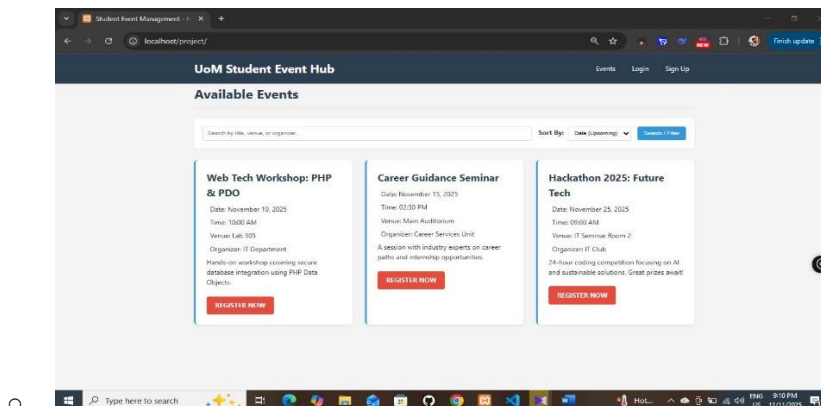 Student Event Management - H
localhost/project/
NEW
Finish update
UoM Student Event Hub
Events Login Sign Up
Available Events
Search by title, venue, or organizer...
Sort By: Date (Upcoming) Search / Filter
Web Tech Workshop: PHP
& PDO
Date: November 10, 2025
Time: 10:00 AM
Venue: Lab 305
Organizer: IT Department
Hands-on workshop covering secure
database integration using PHP Data
Objects.
REGISTER NOW
Career Guidance Seminar
Date: November 15, 2025
Time: 02:30 PM
Venue: Main Auditorium
Organizer: Career Services Unit
A session with industry experts on career
paths and internship opportunities.
REGISTER NOW
Hackathon 2025: Future
Tech
Date: November 25, 2025
Time: 09:00 AM
Venue: IT Seminar Room 2
Organizer: IT Club
24-hour coding competition focusing on AI
and sustainable solutions. Great prizes await!
REGISTER NOW
Type here to search
Hot...
ENG
US
9:10 PM
11/11/2025